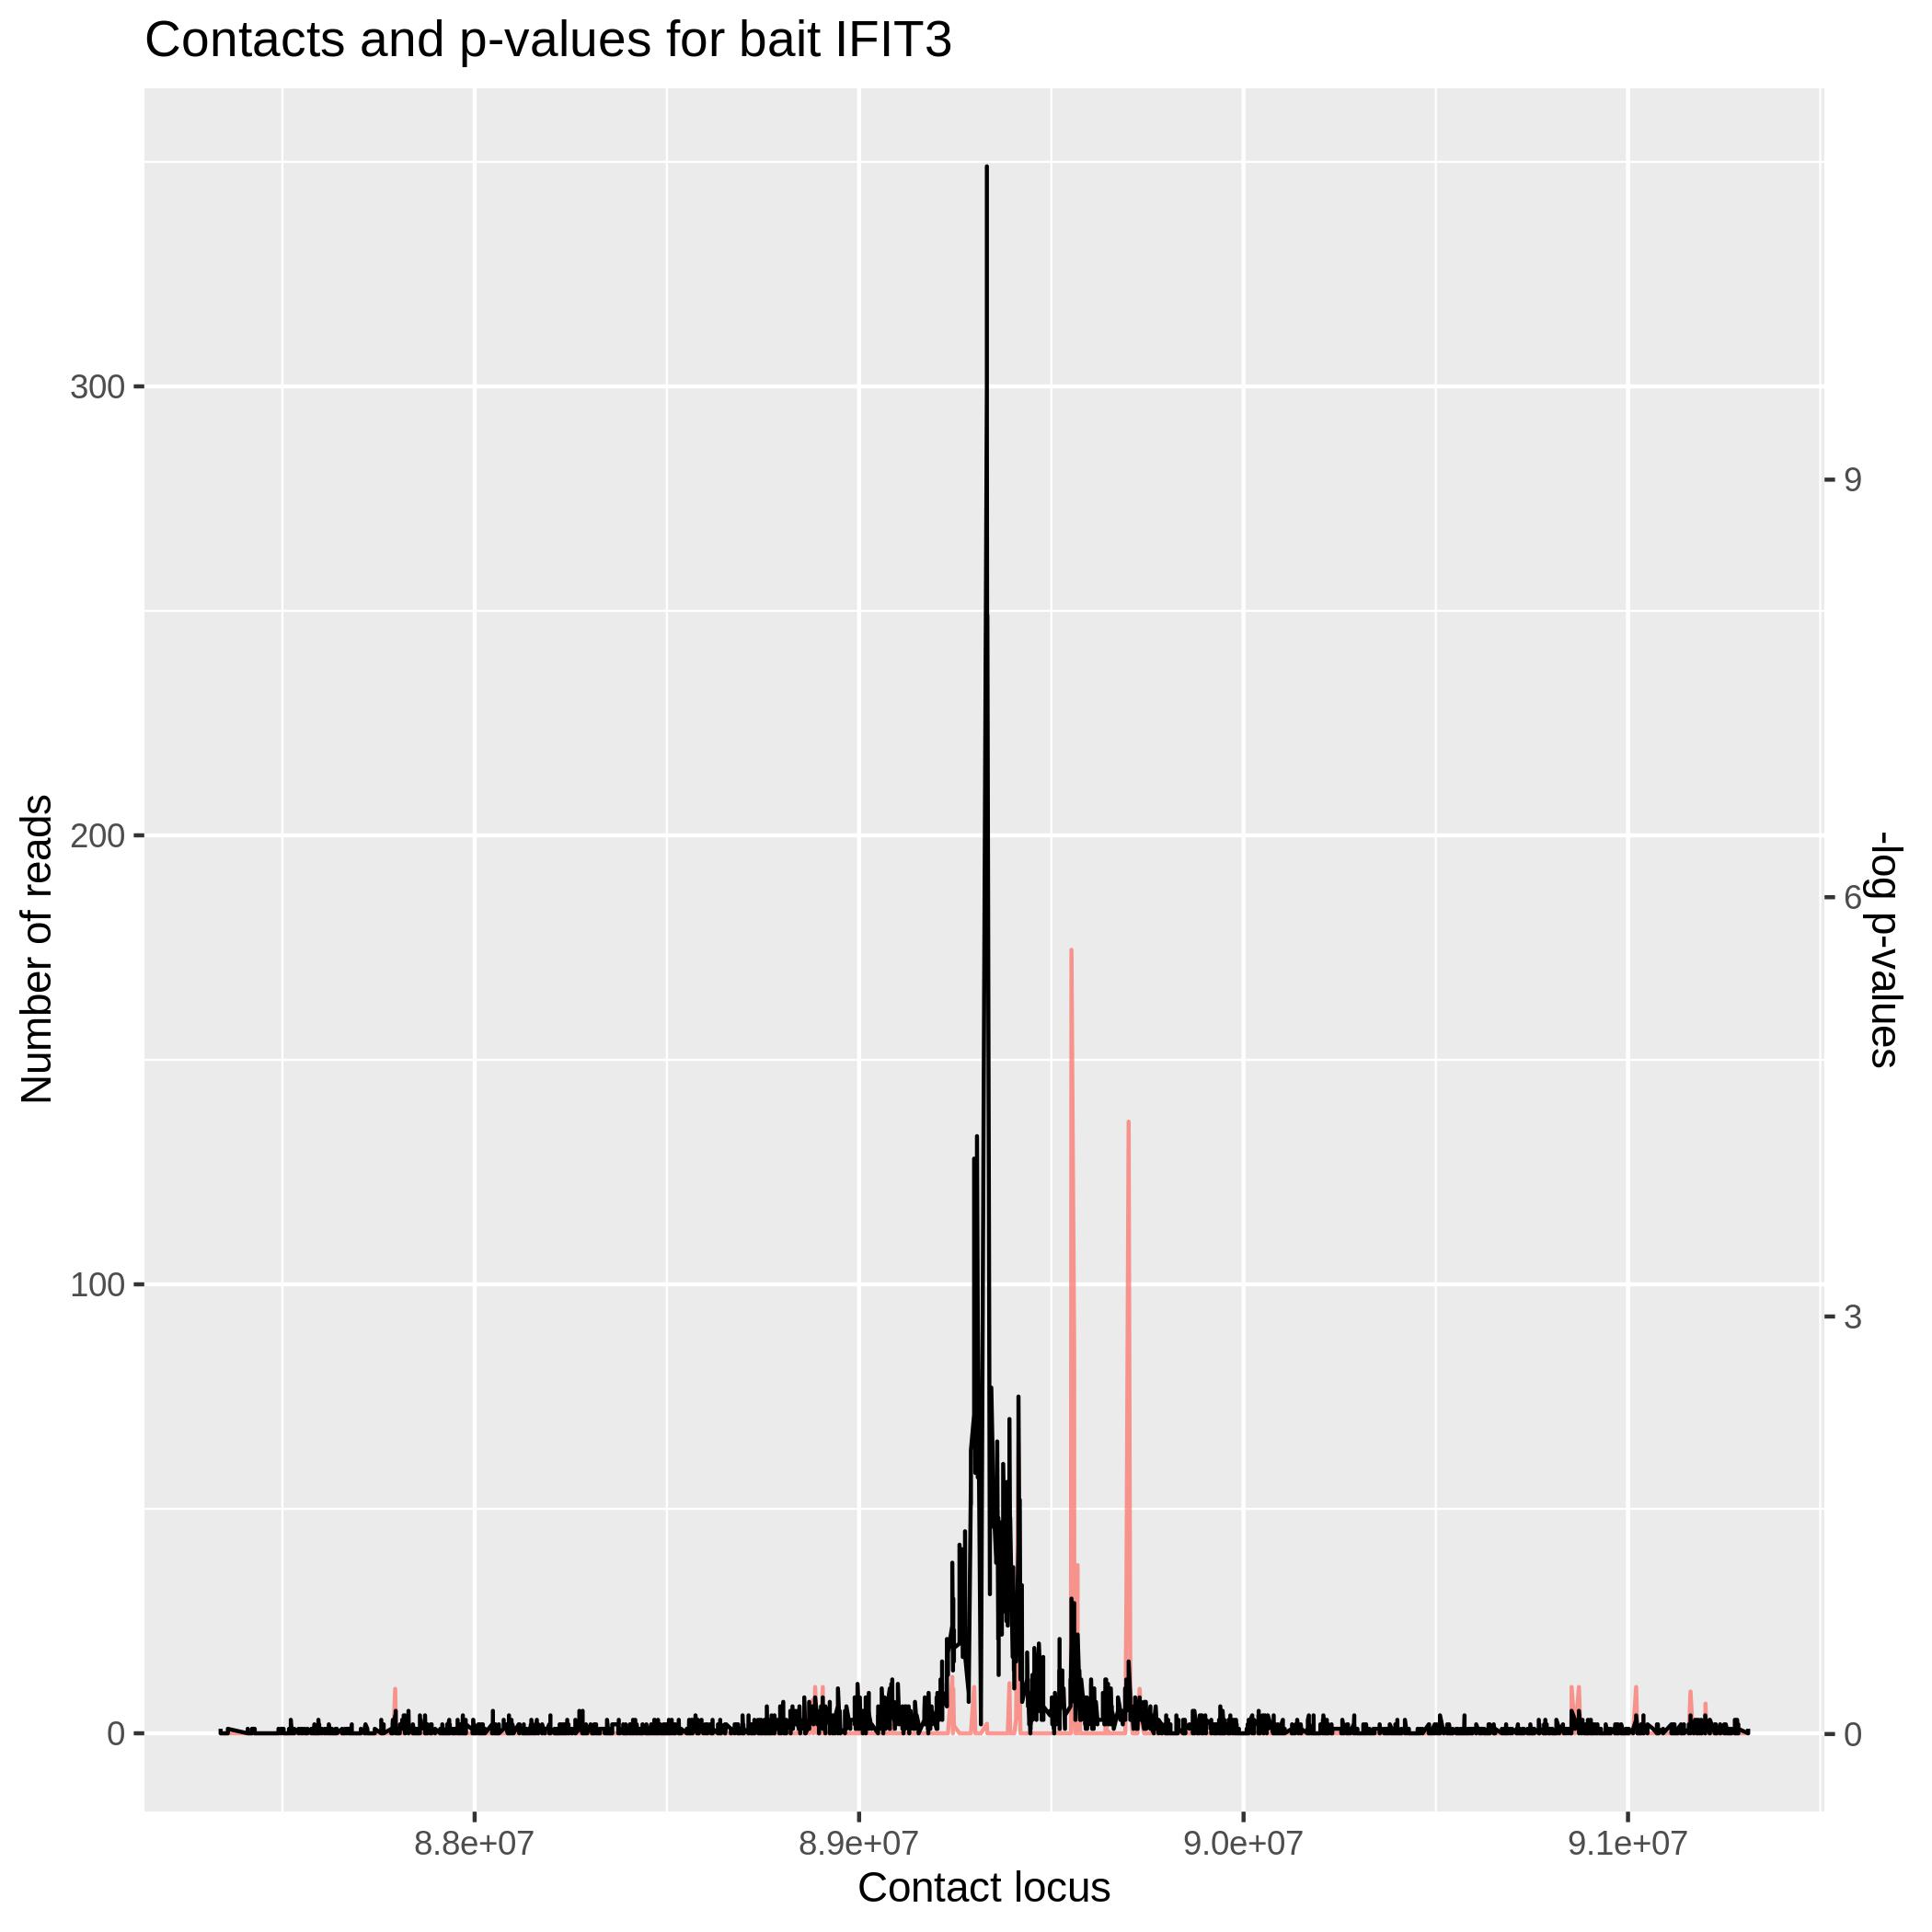 Contacts and p-values for bait IFIT3
Number of reads
300
200
100
0
9
6
3
0
-log p-values
8.8e+07
8.9e+07
9.0e+07
9.1e+07
Contact locus